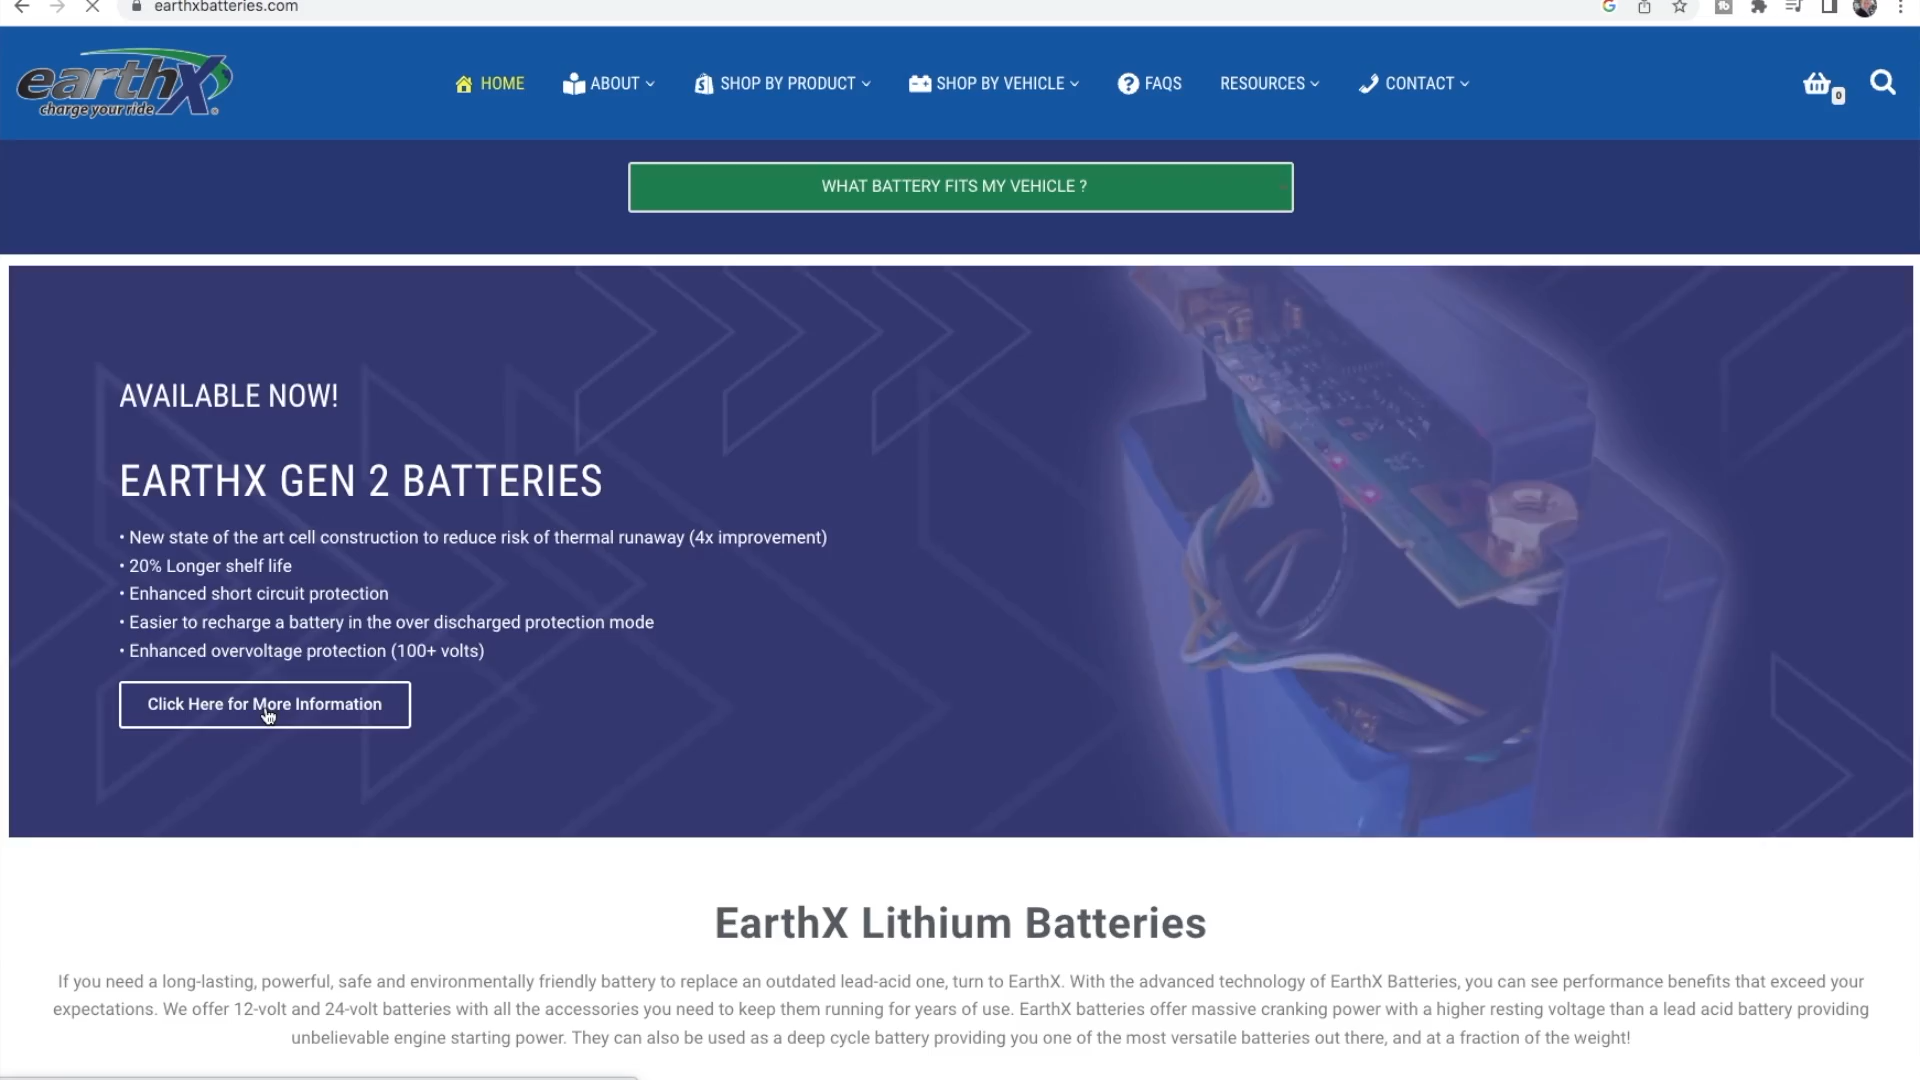 earthxbatteries.com
earthX
charge your ride
HOME
ABOUT
SHOP BY PRODUCT
SHOP BY VEHICLE
FAQS
RESOURCES
CONTACT
0
WHAT BATTERY FITS MY VEHICLE ?
AVAILABLE NOW!
EARTHX GEN 2 BATTERIES
• New state of the art cell construction to reduce risk of thermal runaway (4x improvement)
• 20% Longer shelf life
• Enhanced short circuit protection
• Easier to recharge a battery in the over discharged protection mode
• Enhanced overvoltage protection (100+ volts)
Click Here for More Information
EarthX Lithium Batteries
If you need a long-lasting, powerful, safe and environmentally friendly battery to replace an outdated lead-acid one, turn to EarthX. With the advanced technology of EarthX Batteries, you can see performance benefits that exceed your
expectations. We offer 12-volt and 24-volt batteries with all the accessories you need to keep them running for years of use. EarthX batteries offer massive cranking power with a higher resting voltage than a lead acid battery providing
unbelievable engine starting power. They can also be used as a deep cycle battery providing you one of the most versatile batteries out there, and at a fraction of the weight!